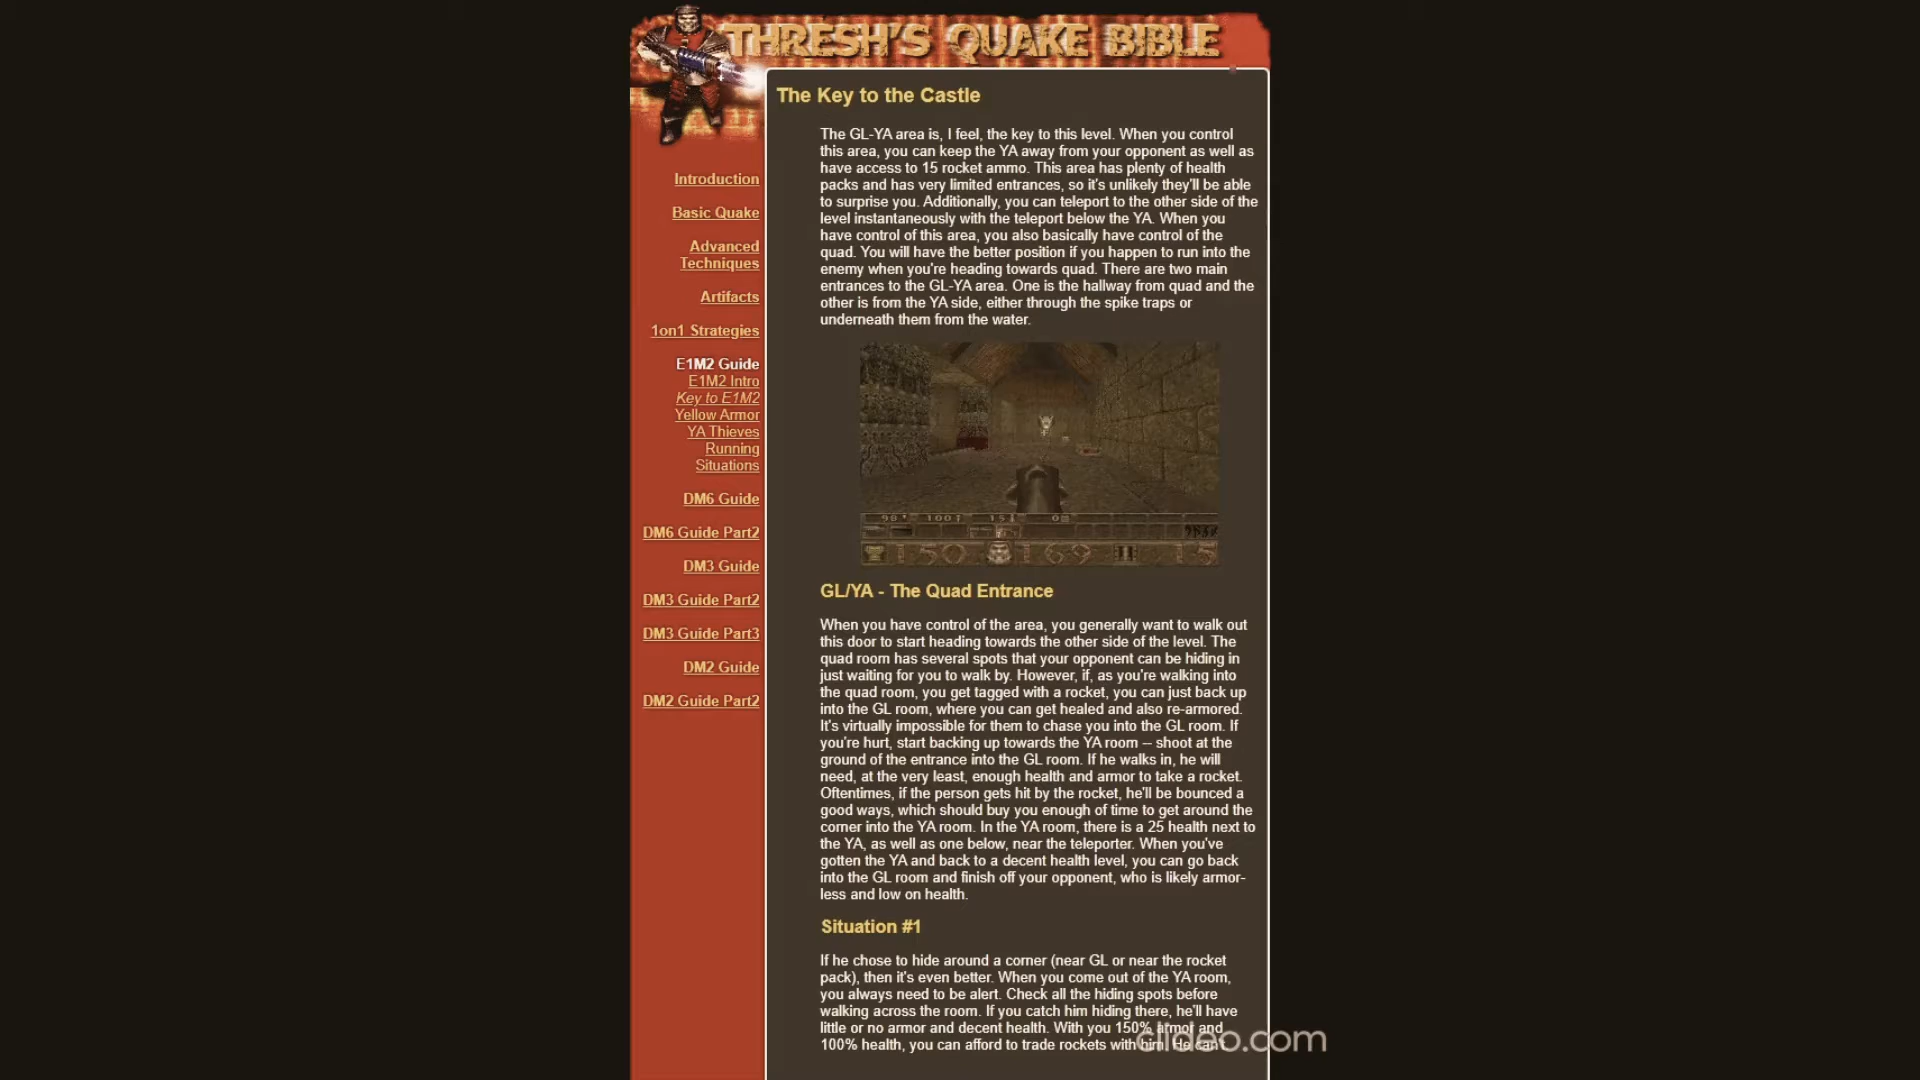 THRESH'S QUAKE BIBLE
Introduction
Basic Quake
Advanced
Techniques
Artifacts
1on1 Strategies
E1M2 Guide
E1M2 Intro
Key to E1M2
Yellow Armor
YA Thieves
Running
Situations
DM6 Guide
DM6 Guide Part2
DM3 Guide
DM3 Guide Part2
DM3 Guide Part3
DM2 Guide
DM2 Guide Part2
The Key to the Castle
The GL-YA area is, I feel, the key to this level. When you control
this area, you can keep the YA away from your opponent as well as
have access to 15 rocket ammo. This area has plenty of health
packs and has very limited entrances, so it's unlikely they'll be able
to surprise you. Additionally, you can teleport to the other side of the
level instantaneously with the teleport below the YA. When you
have control of this area, you also basically have control of the
quad. You will have the better position if you happen to run into the
enemy when you're heading towards quad. There are two main
entrances to the GL-YA area. One is the hallway from quad and the
other is from the YA side, either through the spike traps or
underneath them from the water.
98 100 15 0
150 169 15
GL/YA - The Quad Entrance
When you have control of the area, you generally want to walk out
this door to start heading towards the other side of the level. The
quad room has several spots that your opponent can be hiding in
just waiting for you to walk by. However, if, as you're walking into
the quad room, you get tagged with a rocket, you can just back up
into the GL room, where you can get healed and also re-armored.
It's virtually impossible for them to chase you into the GL room. If
you're hurt, start backing up towards the YA room -- shoot at the
ground of the entrance into the GL room. If he walks in, he will
need, at the very least, enough health and armor to take a rocket.
Oftentimes, if the person gets hit by the rocket, he'll be bounced a
good ways, which should buy you enough of time to get around the
corner into the YA room. In the YA room, there is a 25 health next to
the YA, as well as one below, near the teleporter. When you've
gotten the YA and back to a decent health level, you can go back
into the GL room and finish off your opponent, who is likely armor-
less and low on health.
Situation #1
If he chose to hide around a corner (near GL or near the rocket
pack), then it's even better. When you come out of the YA room,
you always need to be alert. Check all the hiding spots before
walking across the room. If you catch him hiding there, he'll have
little or no armor and decent health. With you 150% armor and
100% health, you can afford to trade rockets with him. He can't
clideo.com